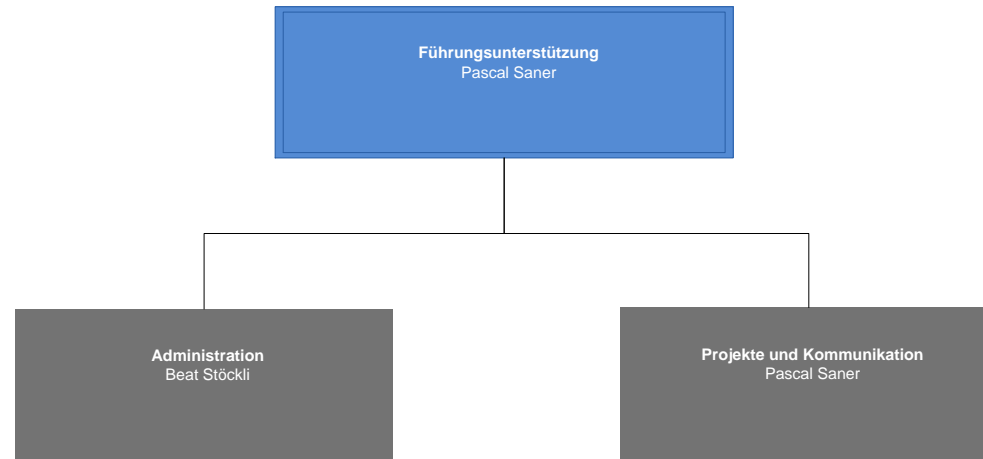 Führungsunterstützung
Pascal Saner
Administration
Beat Stöckli
Projekte und Kommunikation
Pascal Saner